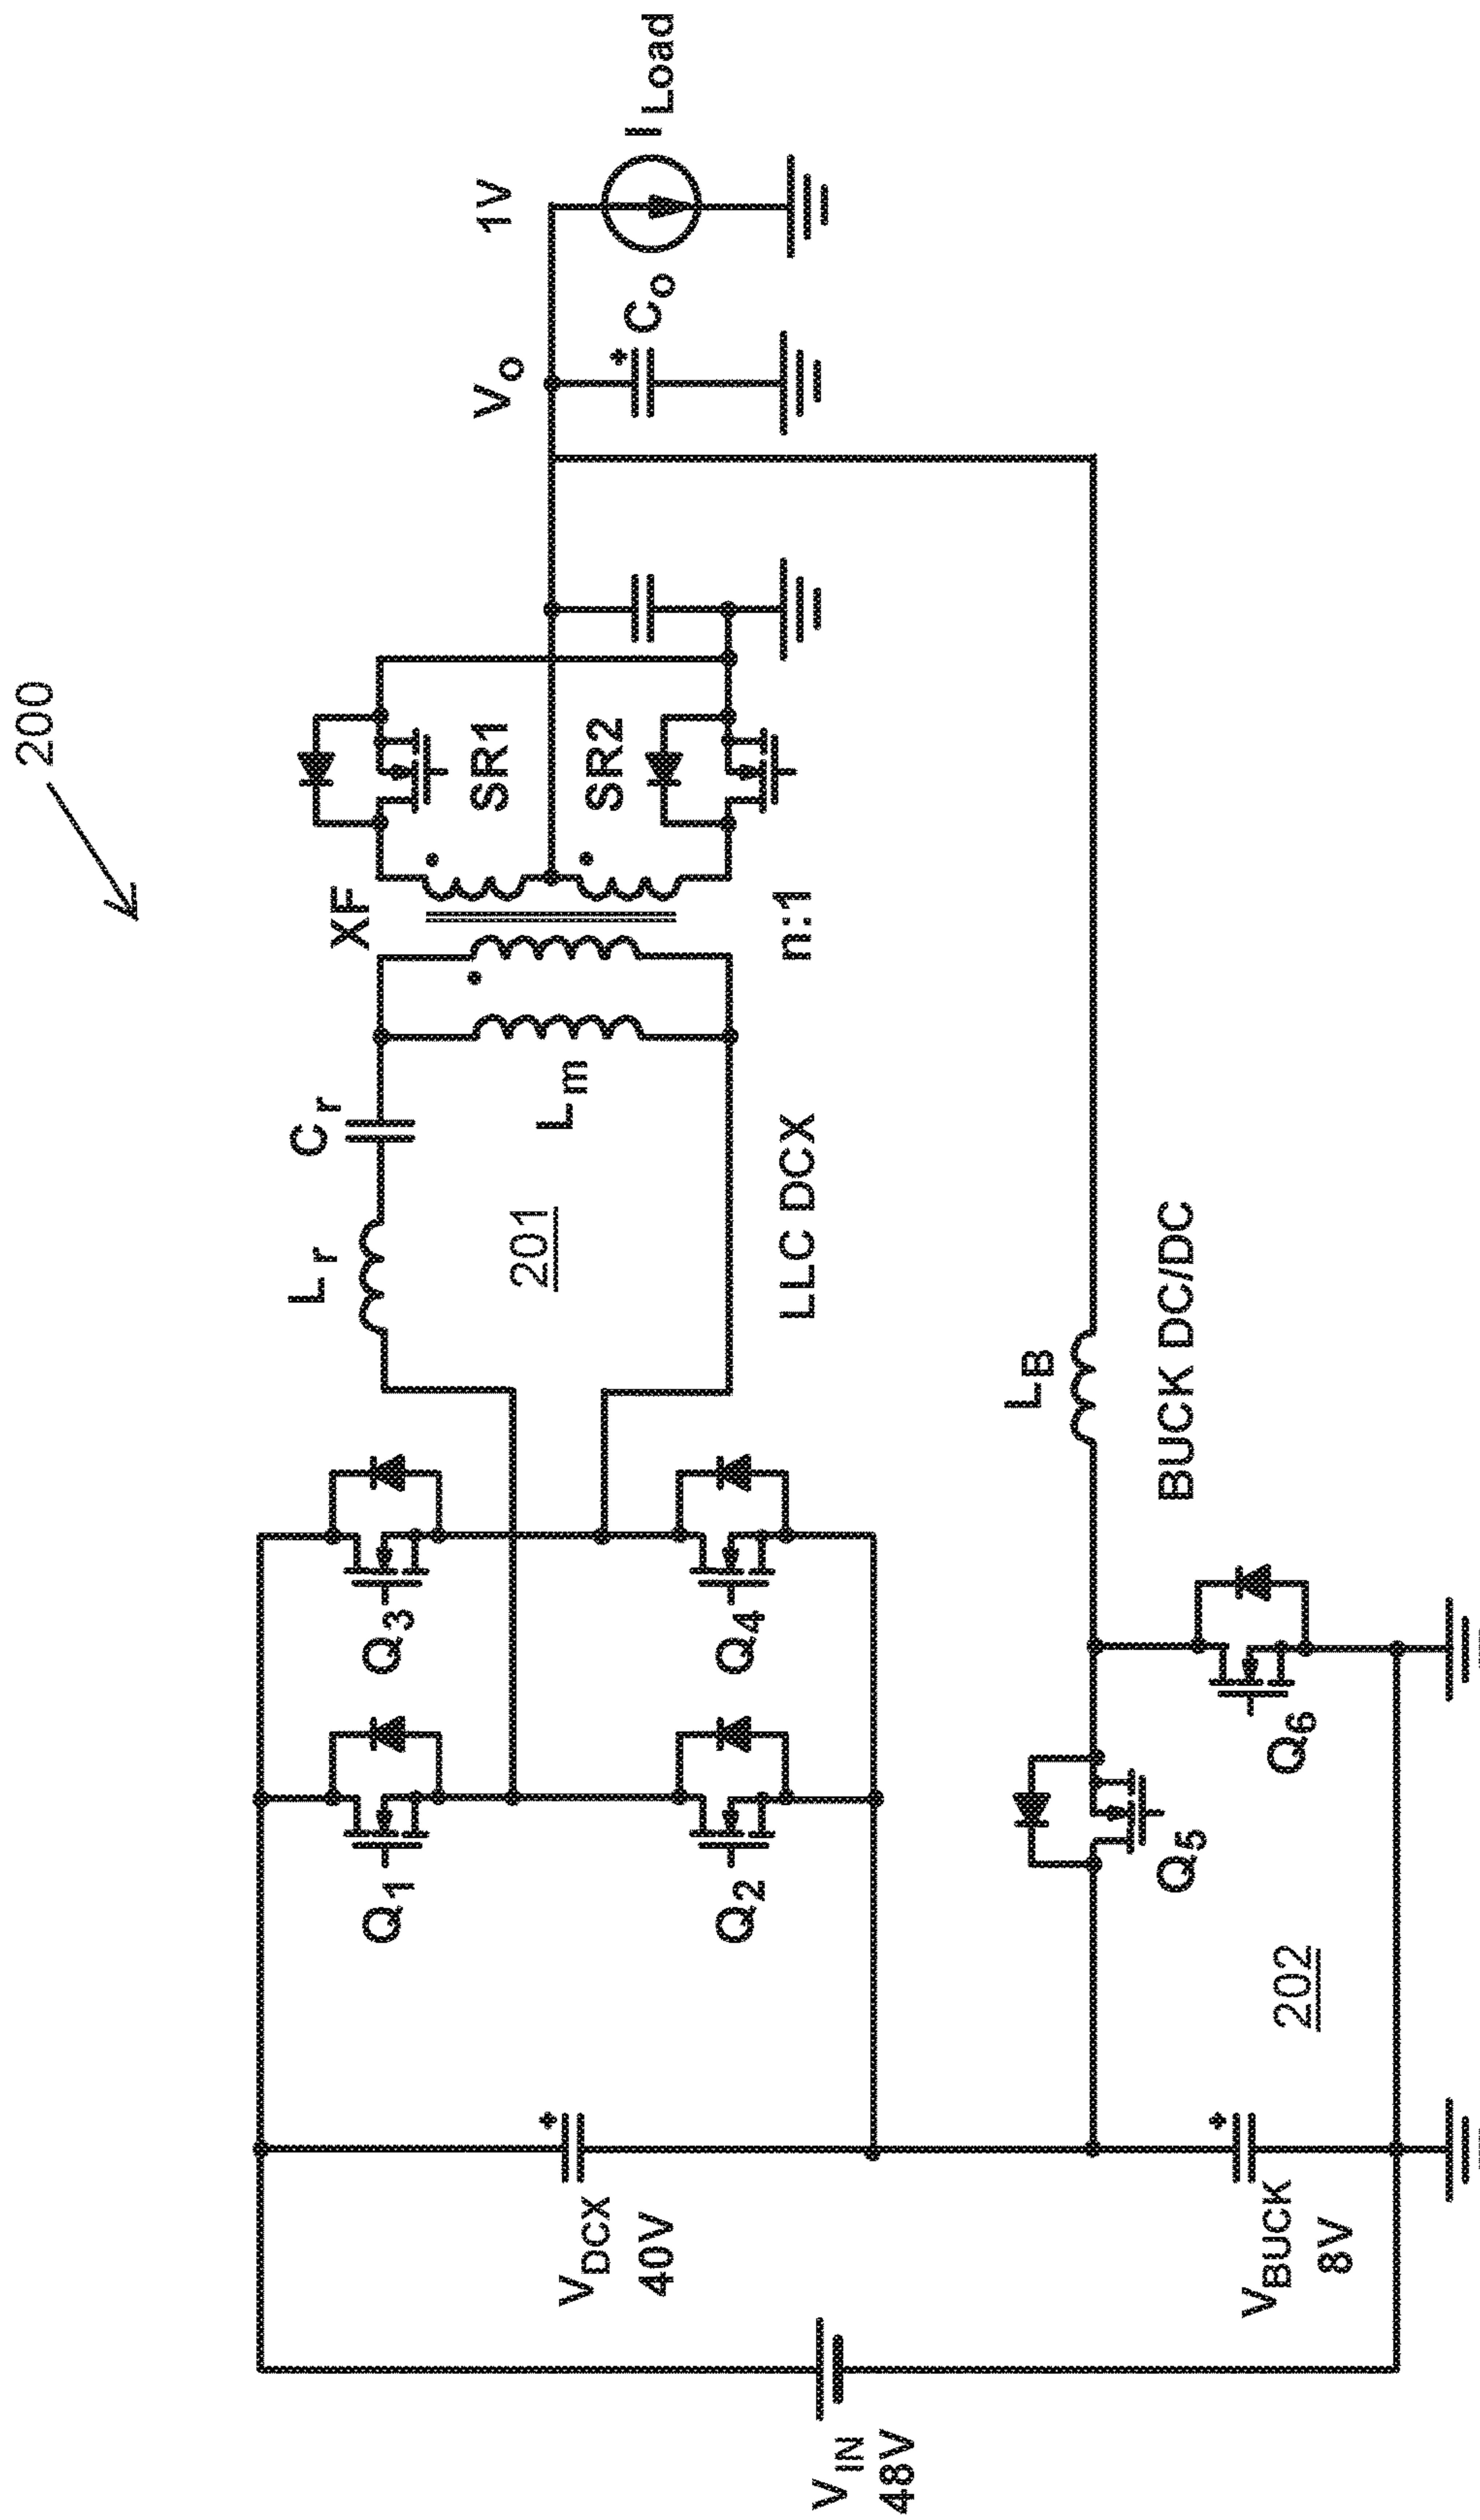 200
XF
Lr
Cr
Q1
Q3
SR1
Vo
1V
VDCX
40V
201
Lm
SR2
Co
ILoad
VIN
48V
Q2
Q4
LLC DCX
n:1
LB
Q5
VBUCK
8V
202
Q6
BUCK DC/DC